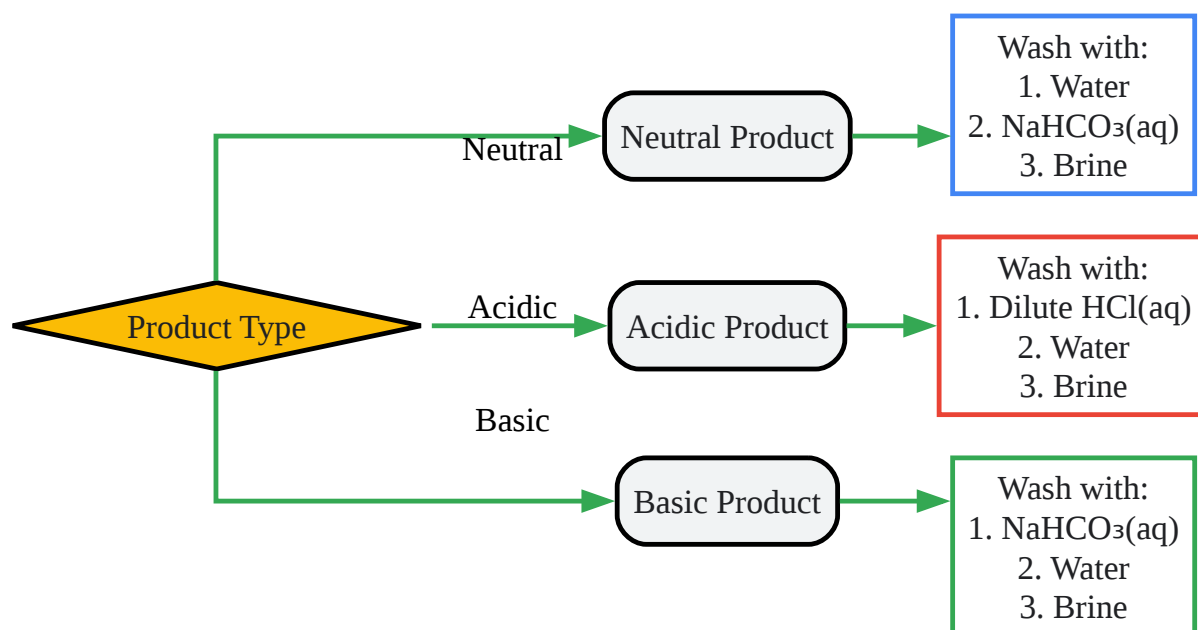 Product Type
Neutral
Neutral Product
Wash with:
1. Water
2. NaHCO₃(aq)
3. Brine
Acidic
Acidic Product
Wash with:
1. Dilute HCl(aq)
2. Water
3. Brine
Basic
Basic Product
Wash with:
1. NaHCO₃(aq)
2. Water
3. Brine